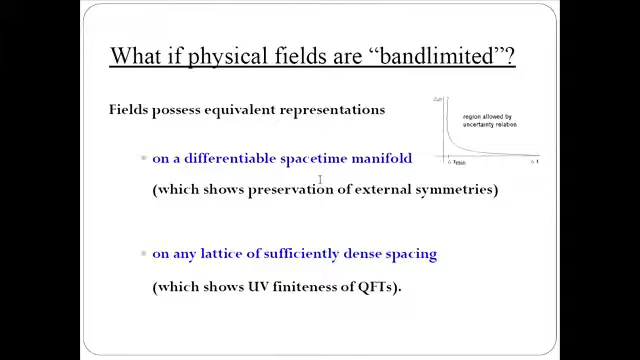 What if physical fields are “bandlimited”?
Fields possess equivalent representations
region allowed by
uncertainty relation
on a differentiable spacetime manifold
(which shows preservation of external symmetries)
on any lattice of sufficiently dense spacing
(which shows UV finiteness of QFTs).